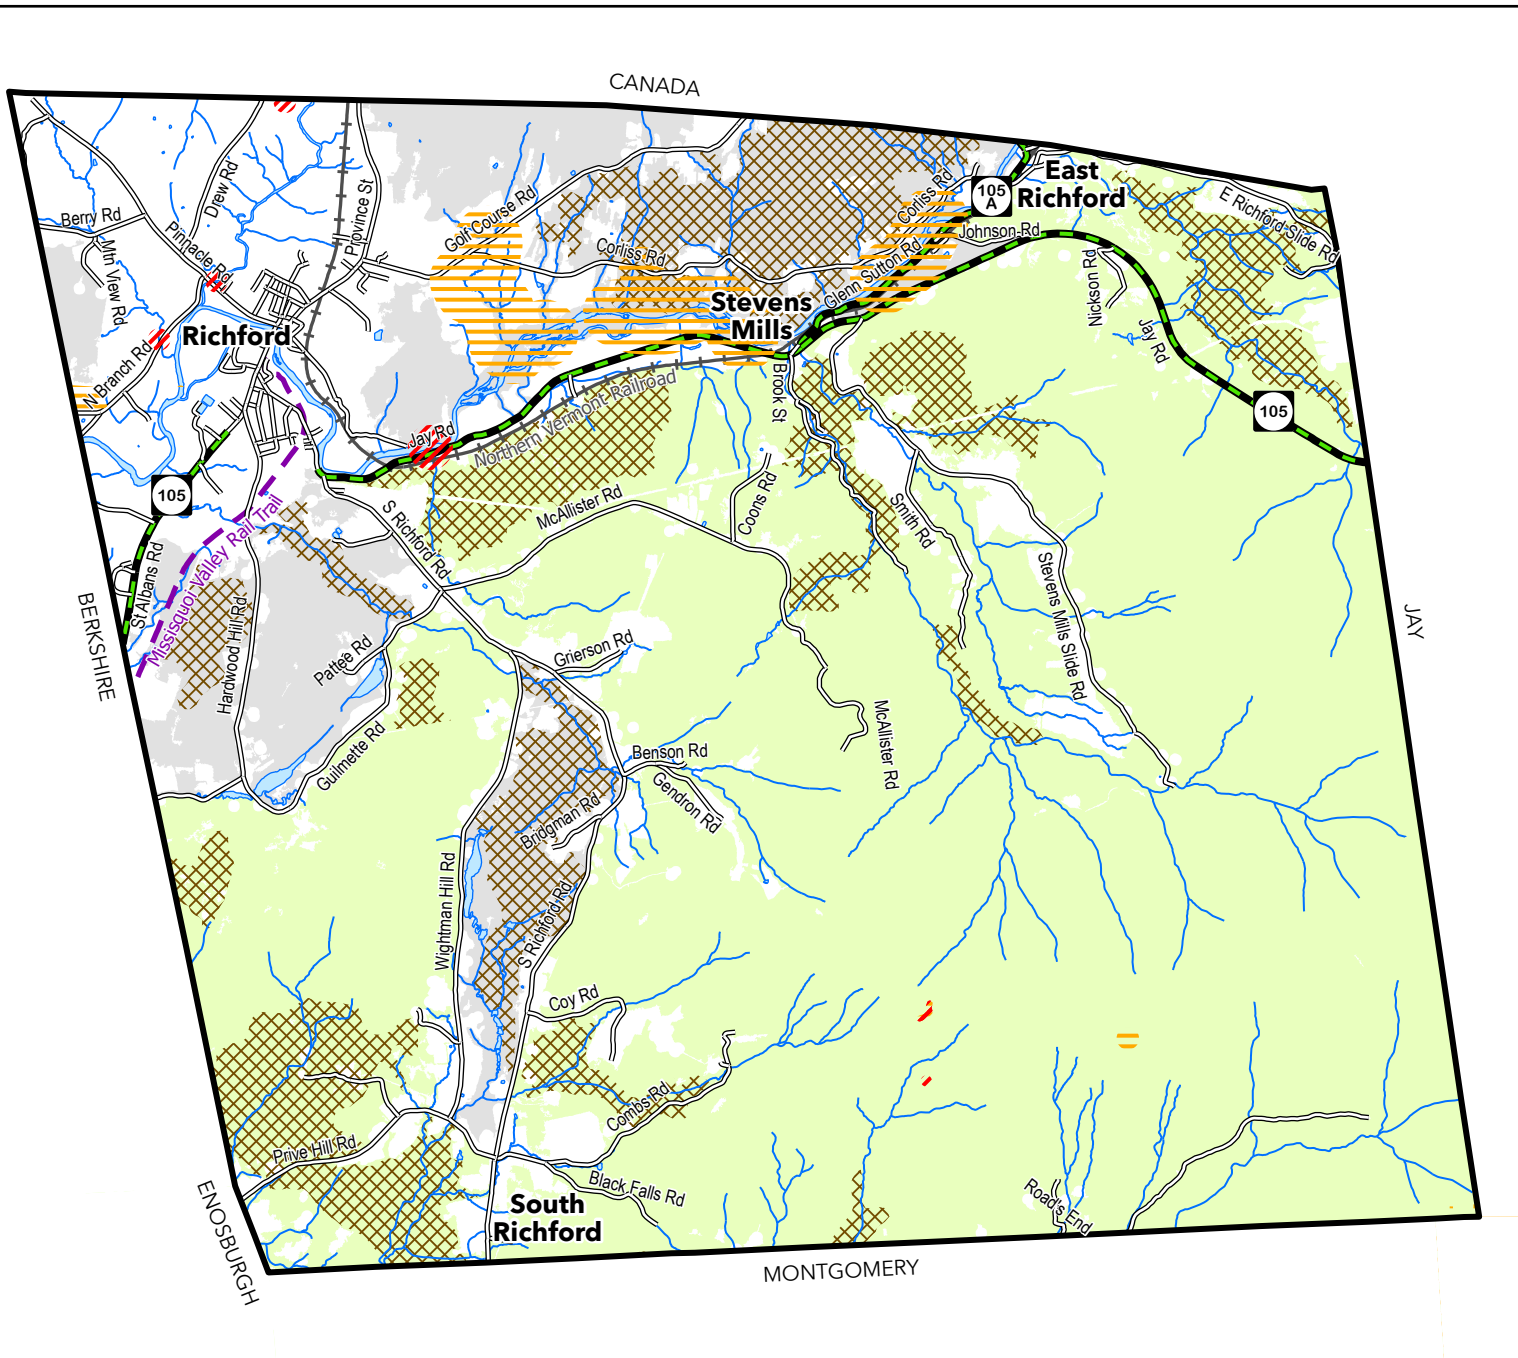 CANADA
East
Richford
105
A
E Richford Slide Rd
Corliss Rd
Johnson Rd
Drew Rd
Berry Rd
Pinnacle Rd
Mtn View Rd
Province St
Golf Course Rd
Corliss Rd
Glenn Sutton Rd
Nickson Rd
Jay Rd
Stevens
Mills
Richford
N Branch Rd
Brook St
105
Northern Vermont Railroad
Jay Rd
105
S Richford Rd
McAllister Rd
Coons Rd
Smith Rd
Missisquoi Valley Rail Trail
St Albans Rd
Hardwood Hill Rd
Pattee Rd
Grierson Rd
Stevens Mills Slide Rd
BERKSHIRE
JAY
Guilmette Rd
McAllister Rd
Benson Rd
Gendron Rd
Bridgman Rd
Wightman Hill Rd
S Richford Rd
Coy Rd
Combs Rd
Prive Hill Rd
Black Falls Rd
Road's End
South
Richford
ENOSBURGH
MONTGOMERY